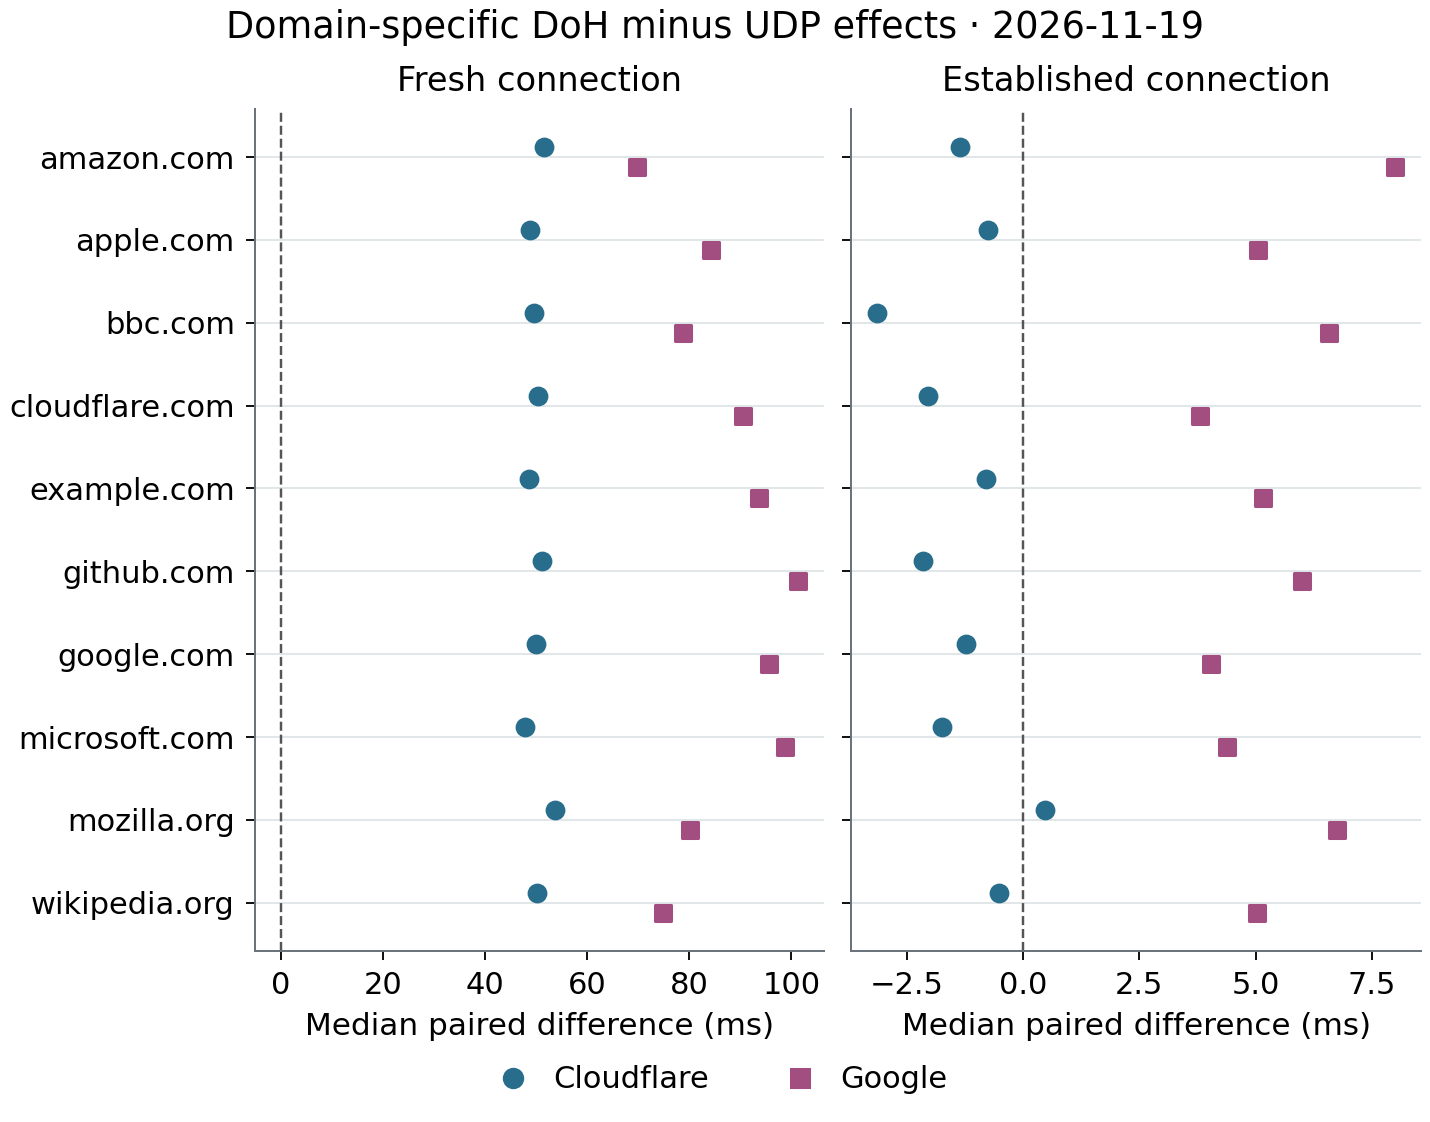 Domain-specific DoH minus UDP effects · 2026-11-19
Fresh connection
Established connection
amazon.com
apple.com
bbc.com
cloudflare.com
example.com
github.com
google.com
microsoft.com
mozilla.org
wikipedia.org
0 20 40 60 80 100
−2.5 0.0 2.5 5.0 7.5
Median paired difference (ms)
Median paired difference (ms)
Cloudflare Google